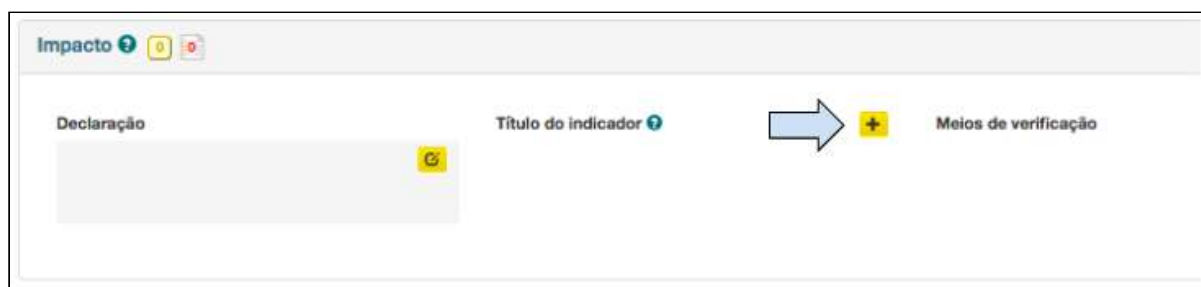 Impacto ? 0 0
Declaração
Título do indicador ?
+
Meios de verificação